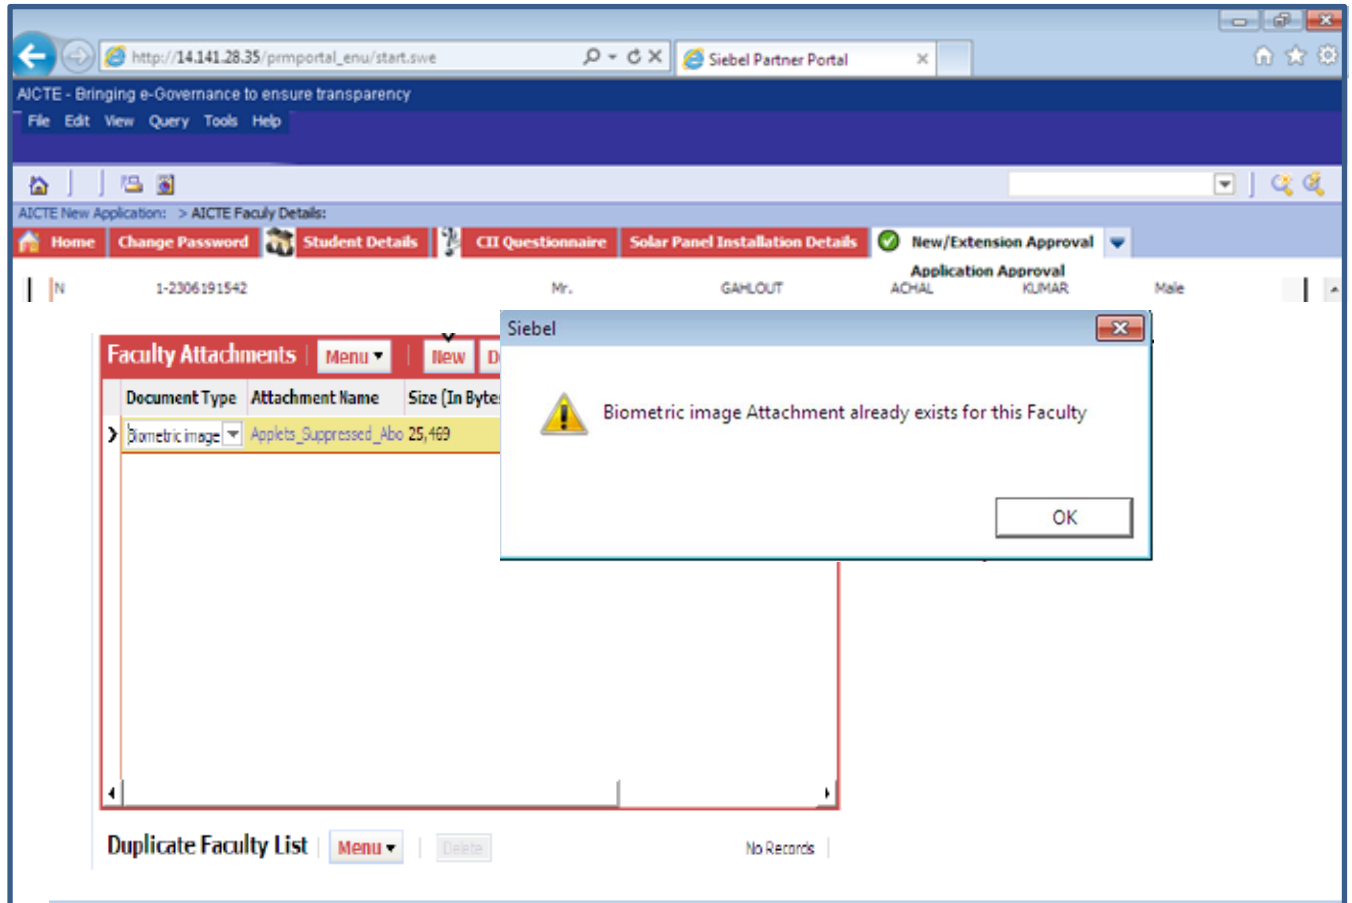 http://14.141.28.35/prmportal_enu/start.swe
Siebel Partner Portal
AICTE - Bringing e-Governance to ensure transparency
File Edit View Query Tools Help
AICTE New Application: > AICTE Faculy Details:
Home Change Password Student Details CII Questionnaire Solar Panel Installation Details New/Extension Approval
Application Approval
N 1-2306191542 Mr. GAHLOUT ACHAL KUMAR Male
Siebel
Faculty Attachments Menu New D
Document Type Attachment Name Size (In Bytes
Biometric image Attachment already exists for this Faculty
Biometric image Applets_Suppressed_Abo 25,469
OK
Duplicate Faculty List Menu Delete No Records